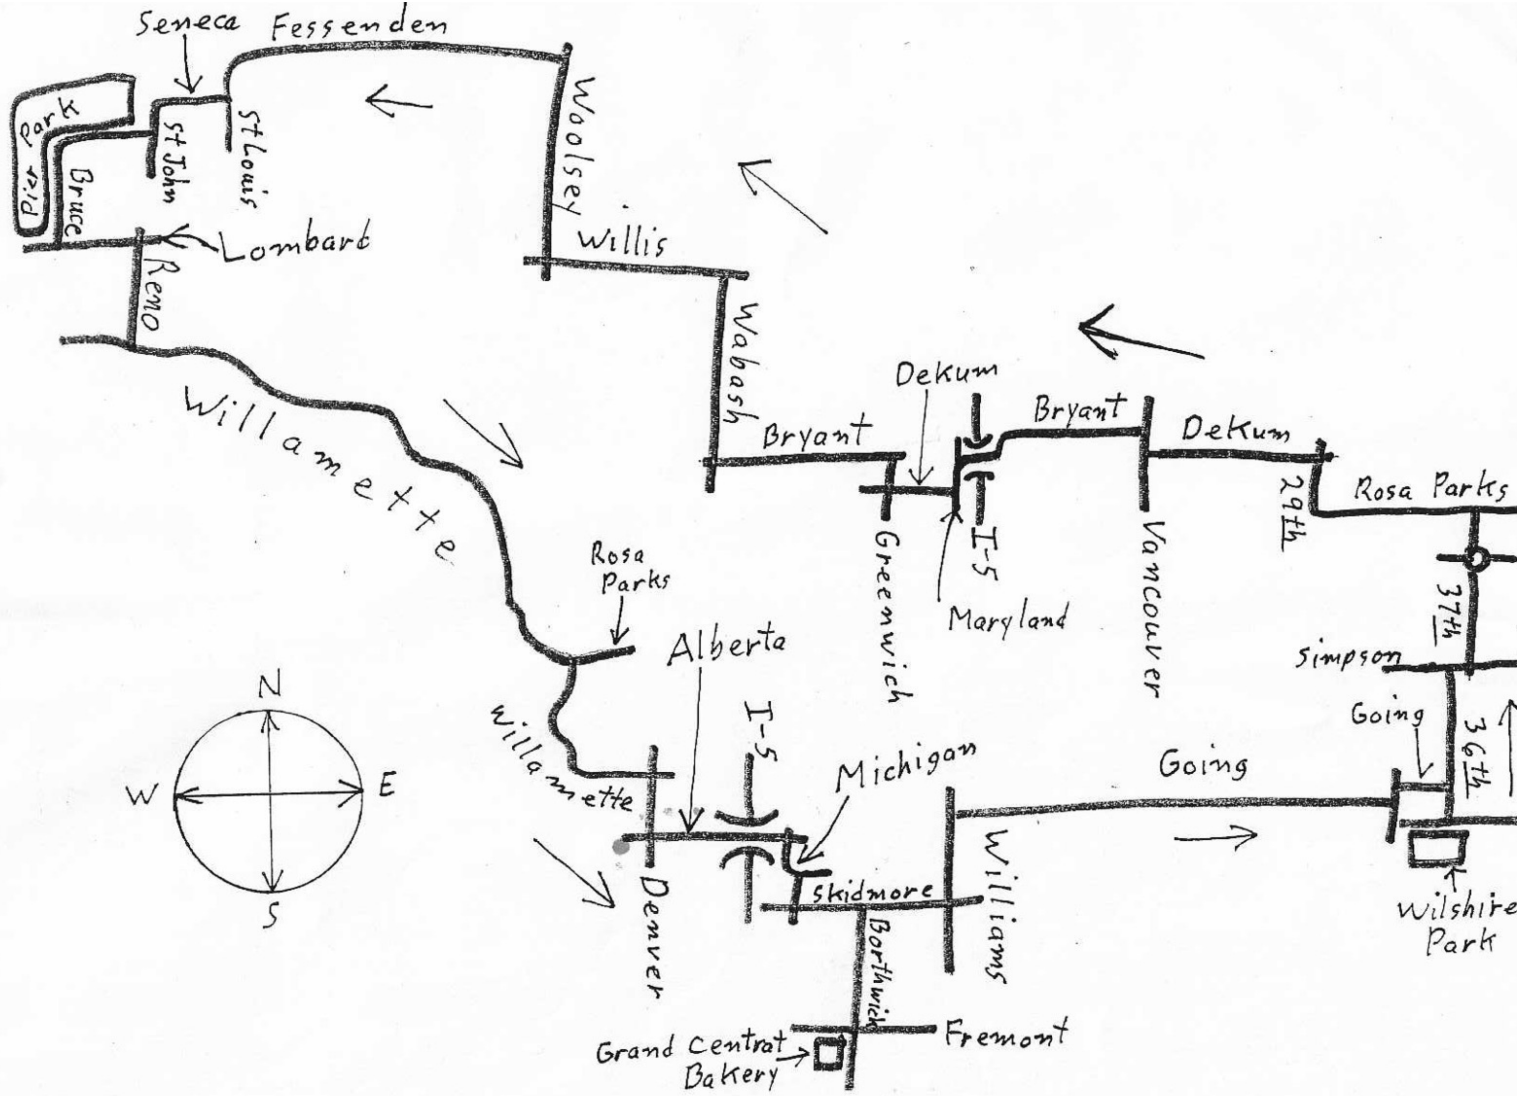 Seneca
Fessenden
Park
Pier
Bruce
St John
St Louis
Woolsey
Lombard
Reno
Willis
Wabash
Willamette
Dekum
Bryant
Bryant
Dekum
29th
Rosa Parks
I-5
Greenwich
Maryland
Vancouver
37th
Simpson
Rosa
Parks
Alberta
Willamette
I-5
Michigan
Going
Going
36th
N
W
E
S
Denver
Skidmore
Williams
Borthwick
Wilshire
Park
Fremont
Grand Central
Bakery